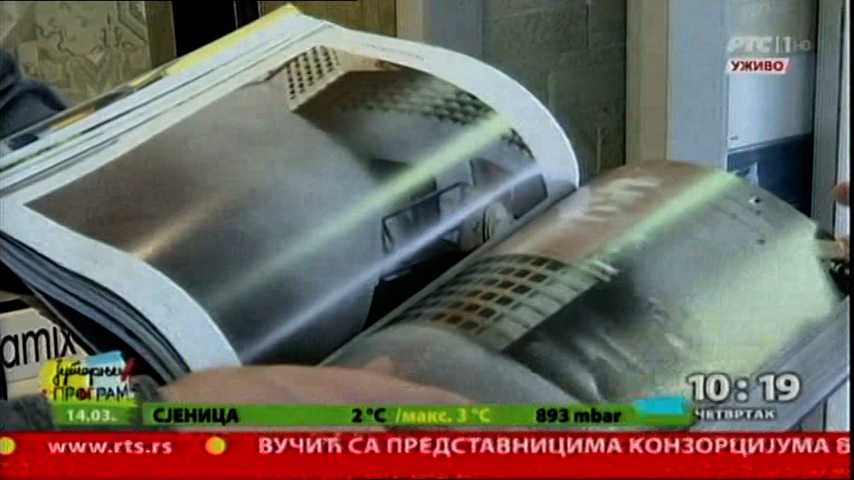 РТС|1
УЖИВО
amix
Јутарњи
ПРОГРАМ
14.03.
СЈЕНИЦА
2°C /макс. 3°C
893 mbar
10:19
ЧЕТВРТАК
www.rts.rs
ВУЧИЋ СА ПРЕДСТАВНИЦИМА КОНЗОРЦИЈУМА